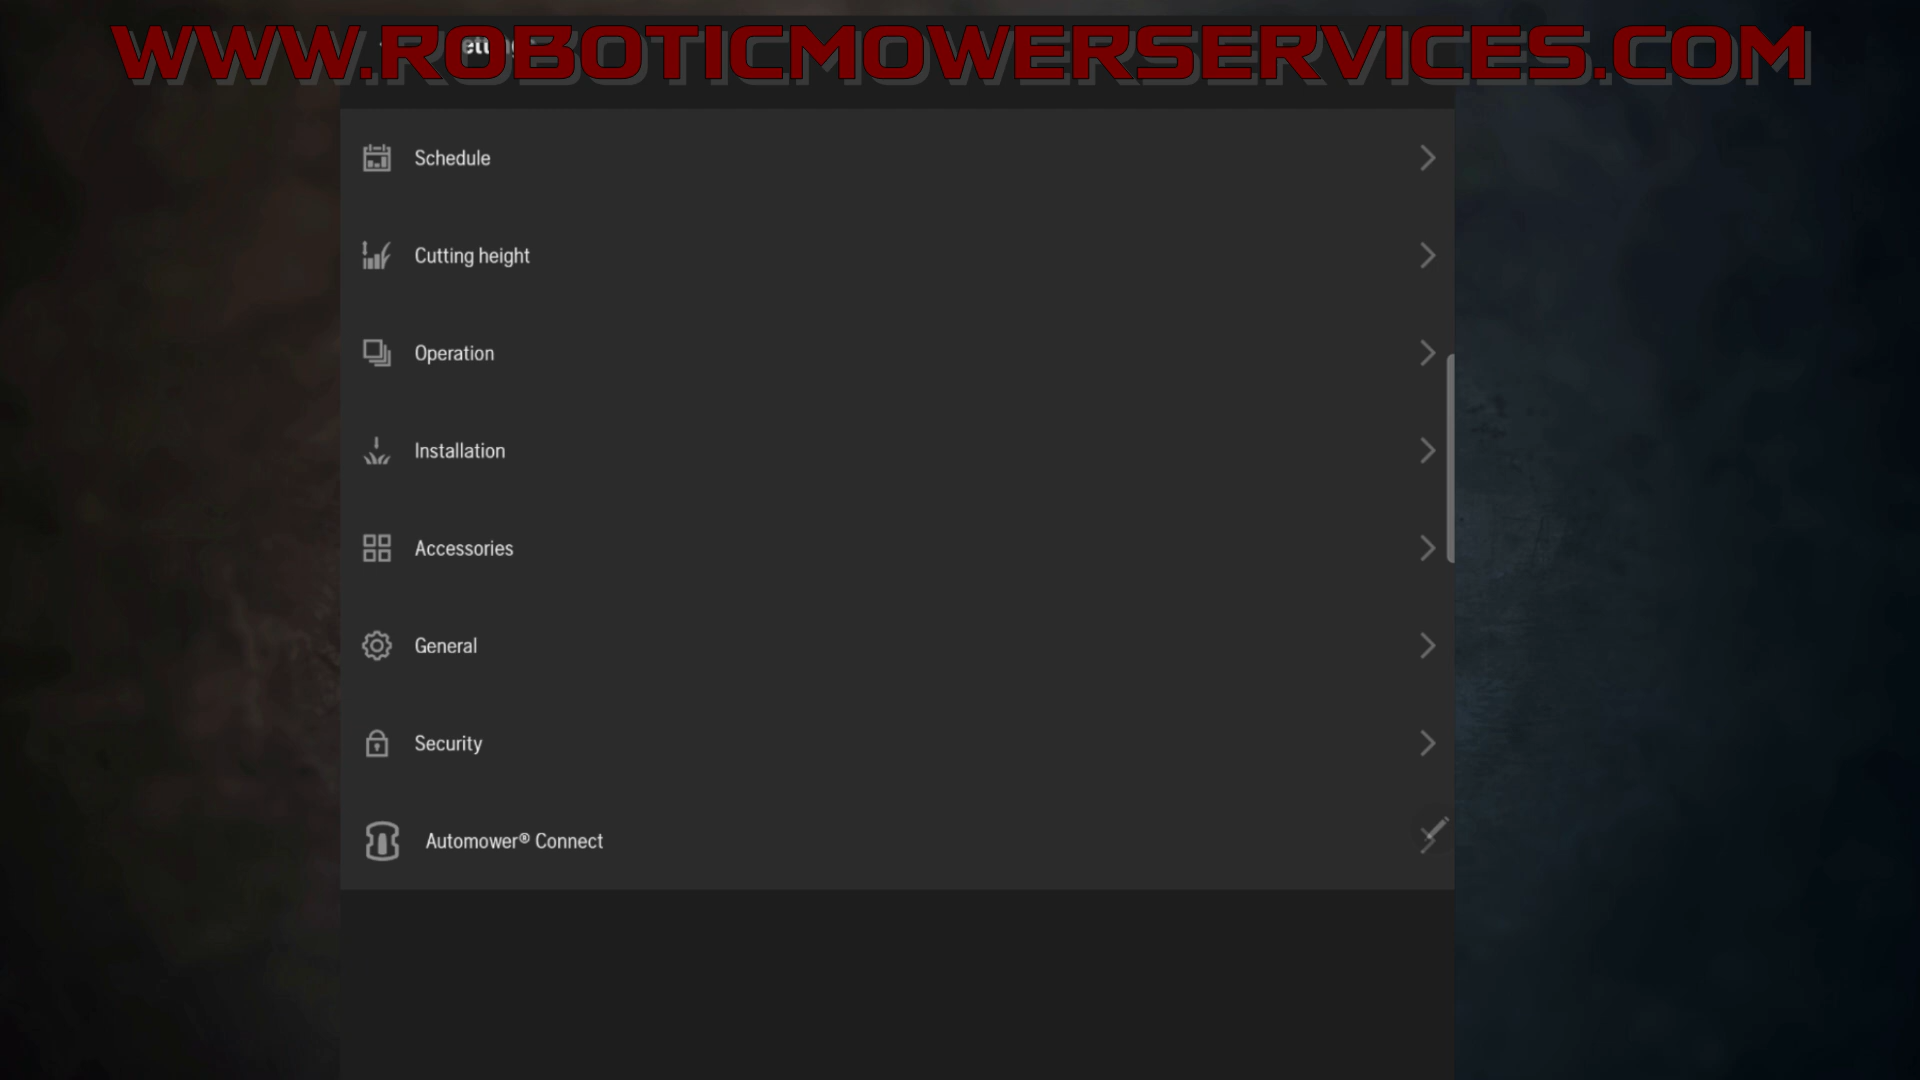 WWW.ROBOTICMOWERSERVICES.COM
Schedule
Cutting height
Operation
Installation
Accessories
General
Security
Automower® Connect